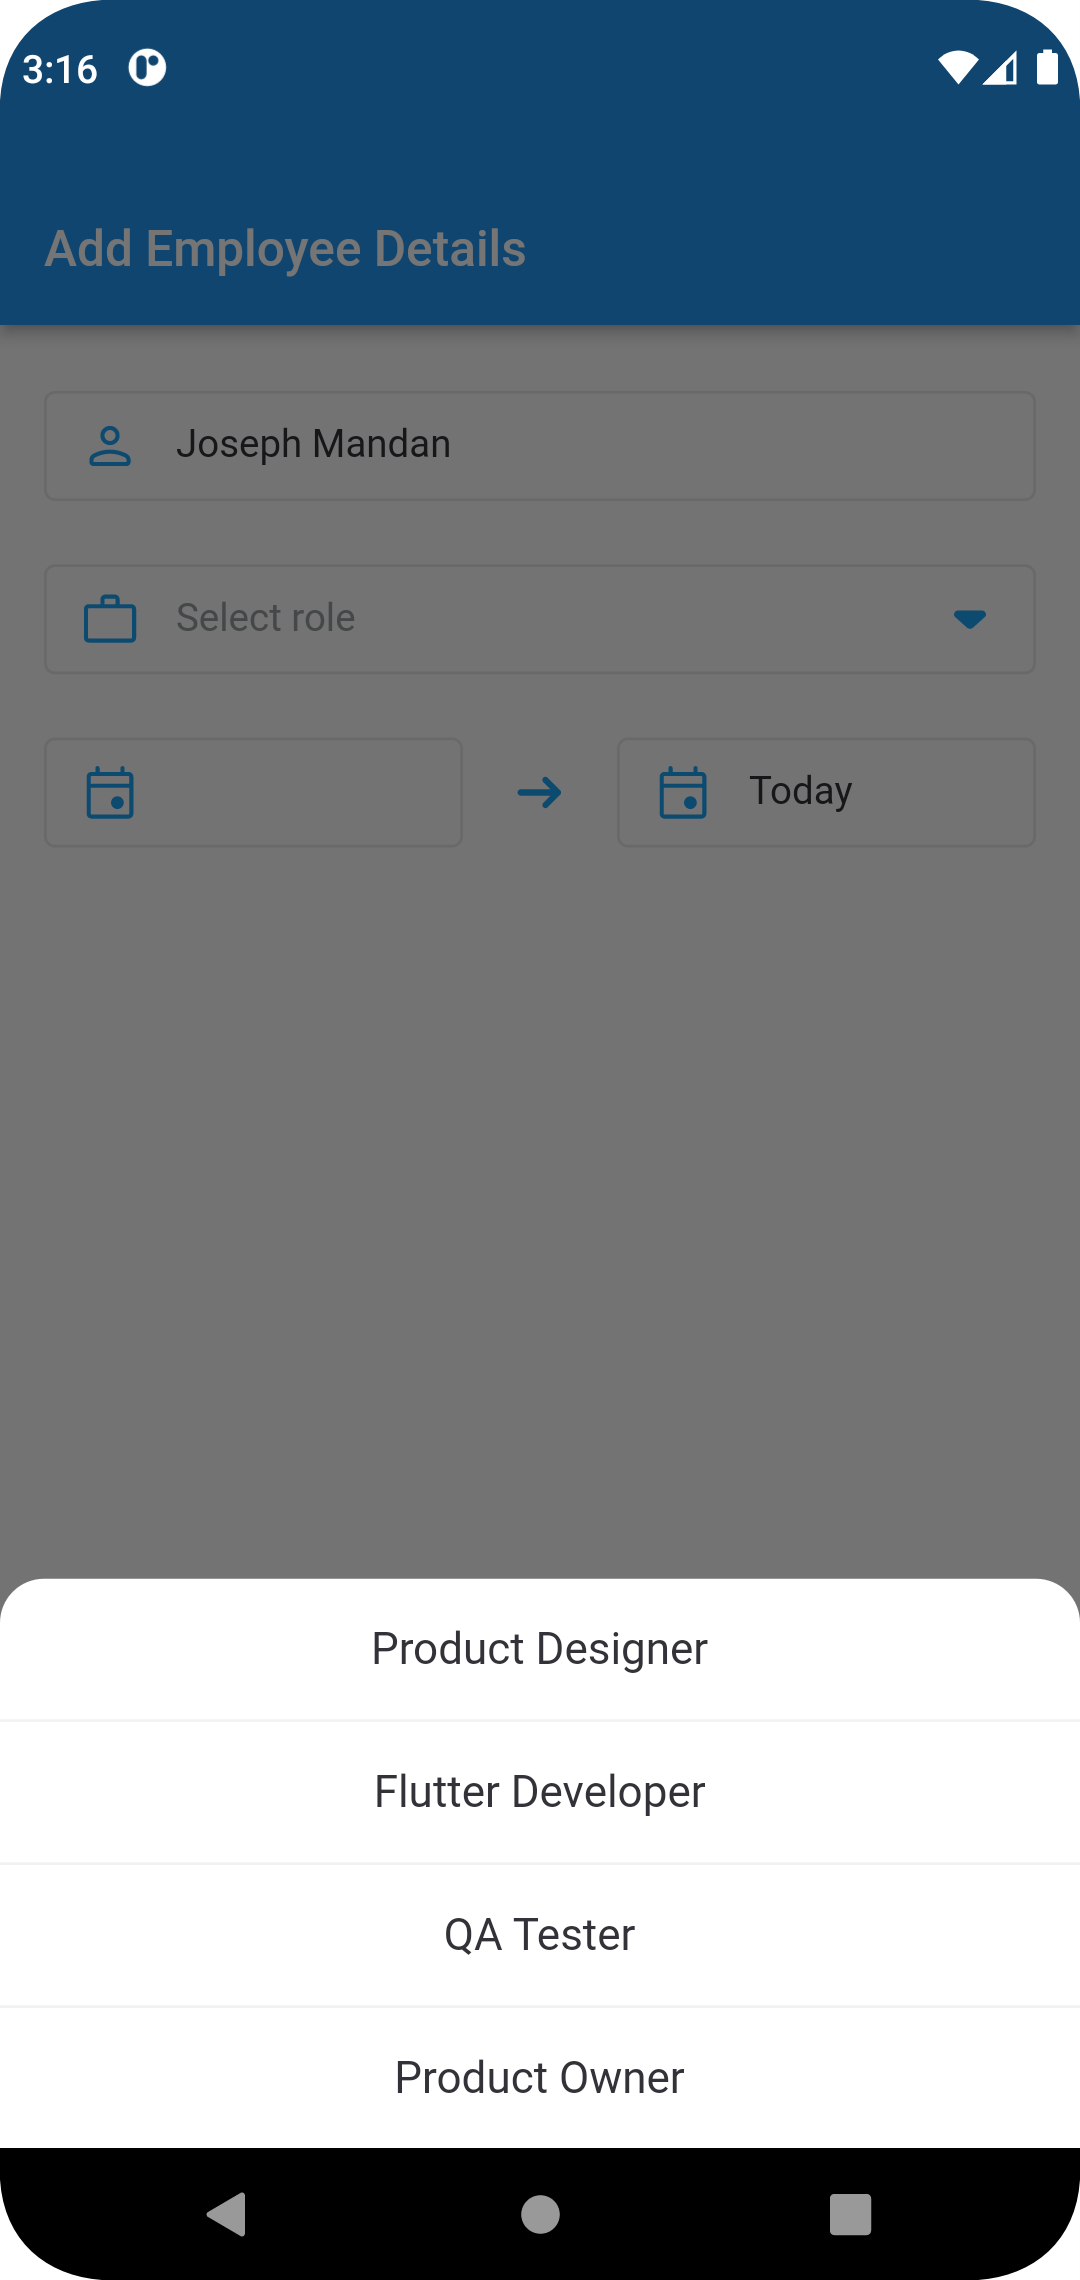 3:16
Add Employee Details
Joseph Mandan
Select role
Today
Product Designer
Flutter Developer
QA Tester
Product Owner